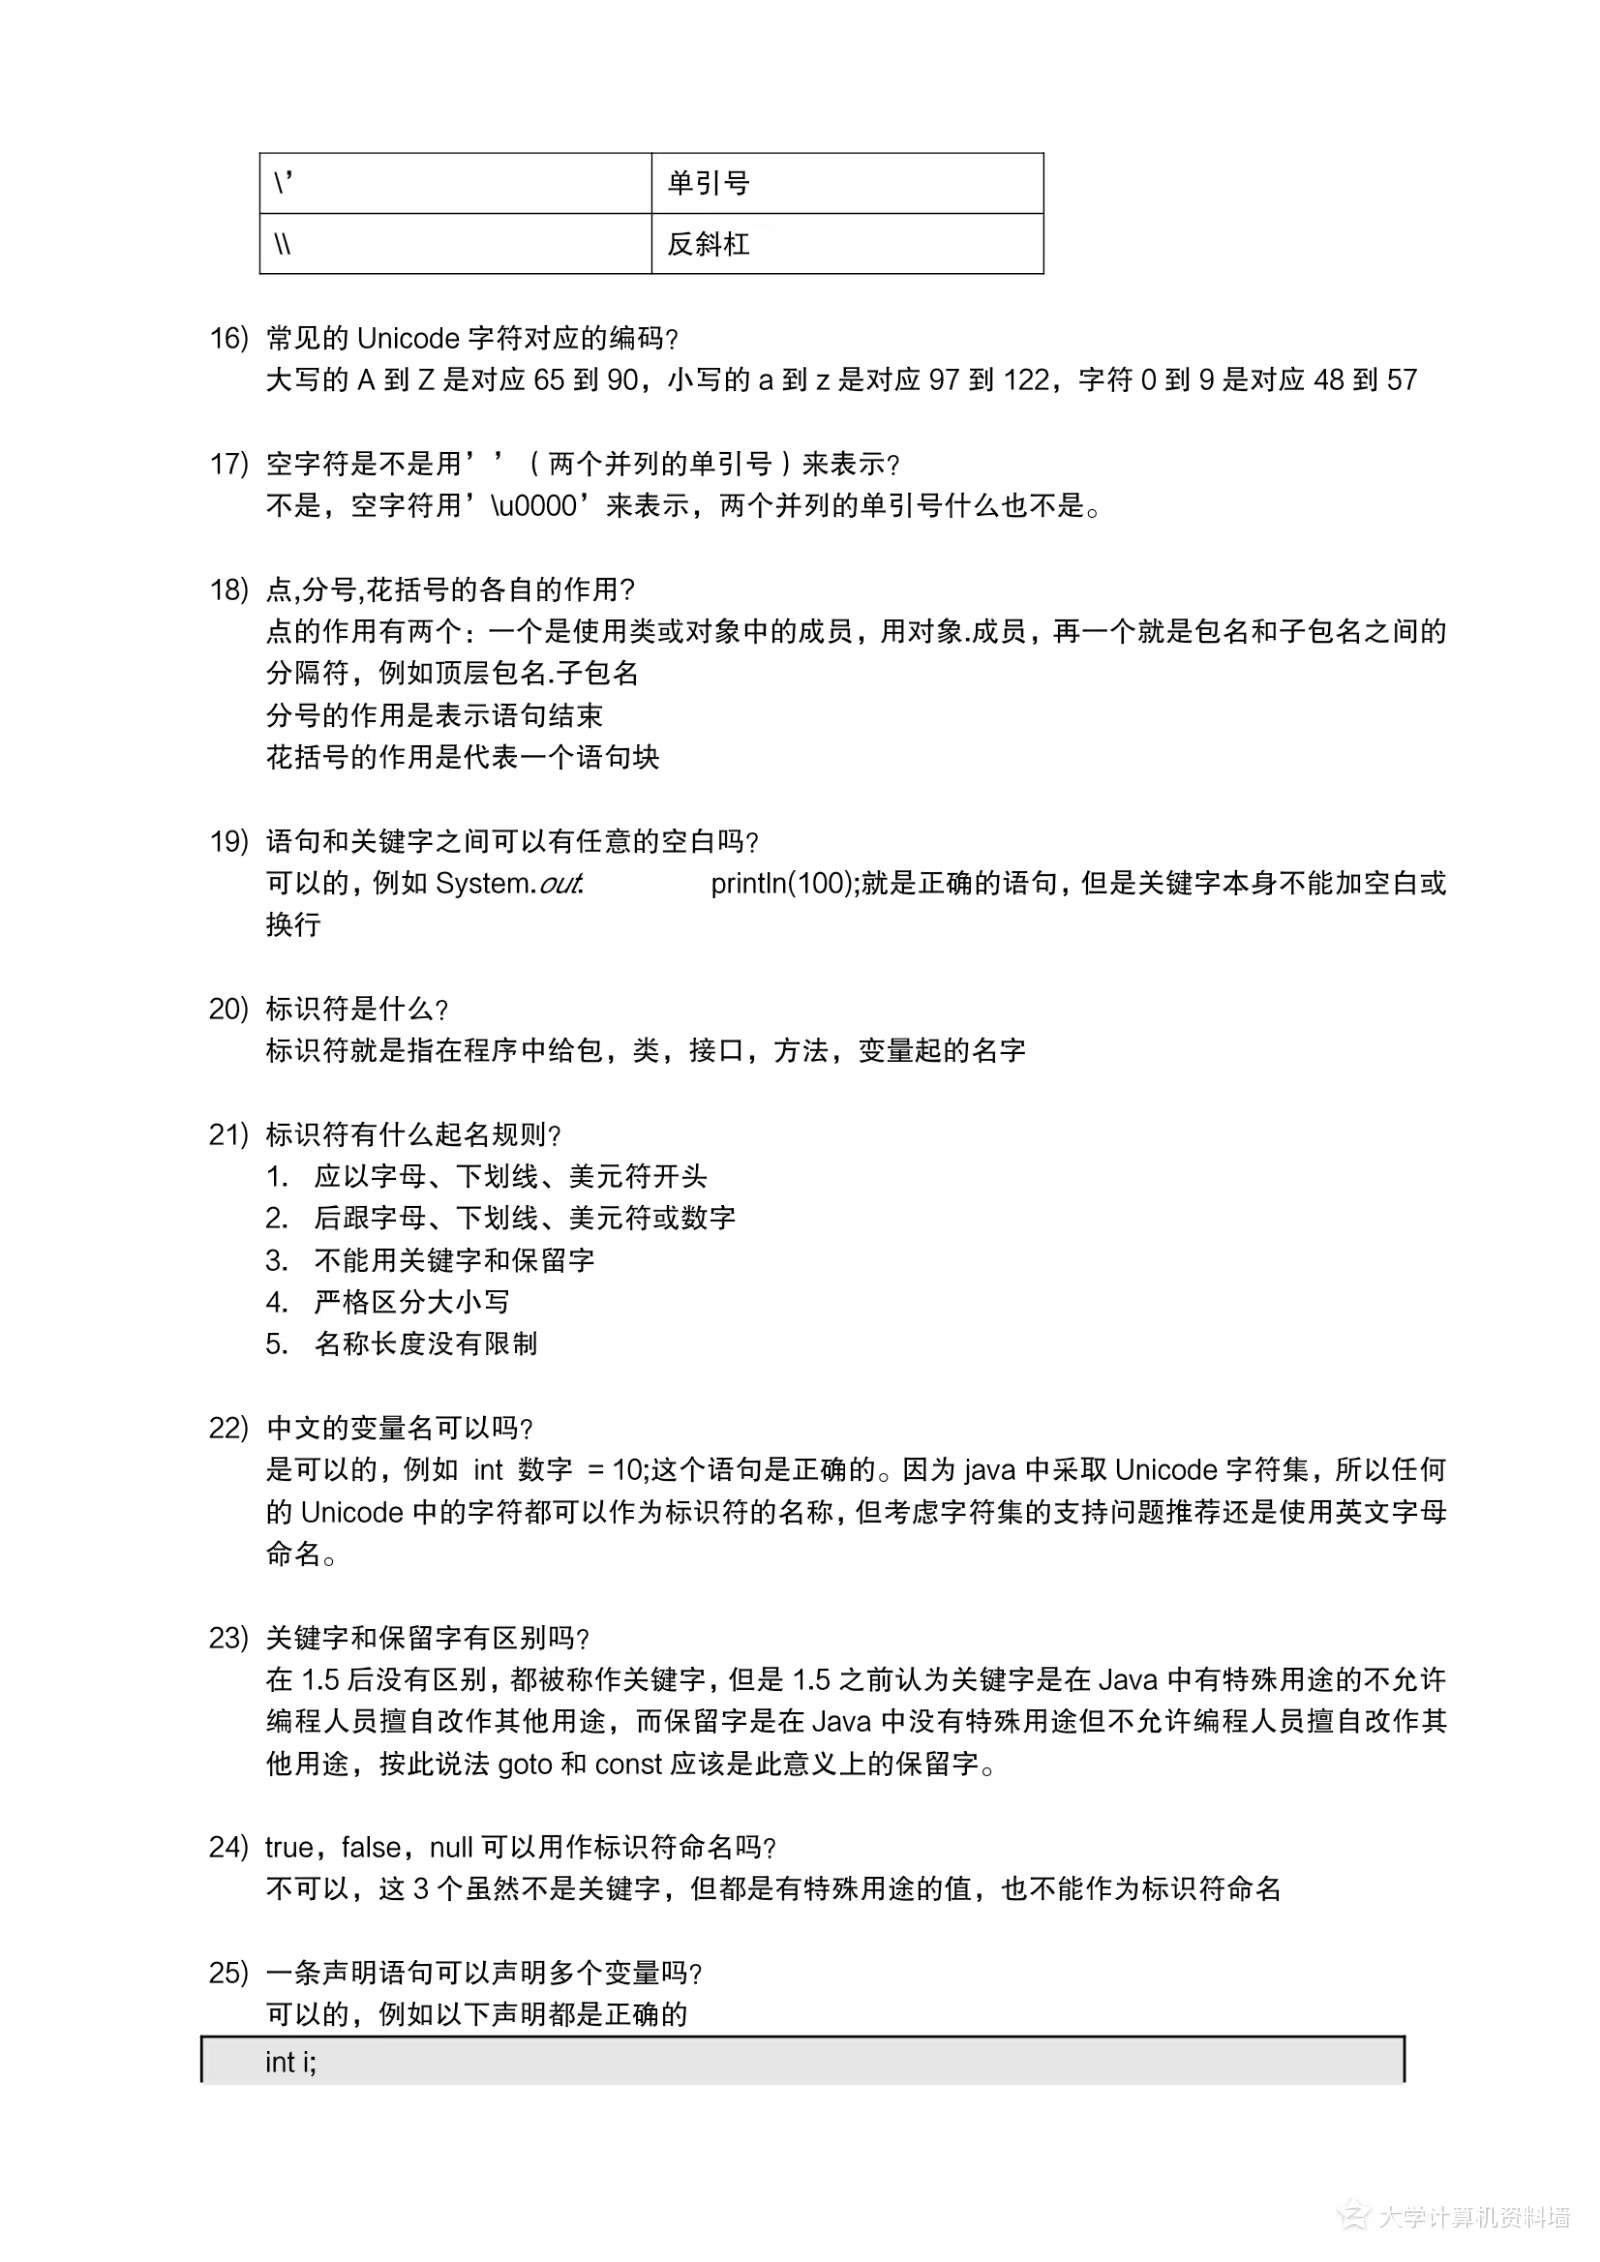 \’ 单引号
\\ 反斜杠
16) 常见的 Unicode 字符对应的编码?
大写的 A 到 Z 是对应 65 到 90，小写的 a 到 z 是对应 97 到 122，字符 0 到 9 是对应 48 到 57
17) 空字符是不是用’ ’（两个并列的单引号）来表示?
不是，空字符用’\u0000’来表示，两个并列的单引号什么也不是。
18) 点,分号,花括号的各自的作用?
点的作用有两个：一个是使用类或对象中的成员，用对象.成员，再一个就是包名和子包名之间的
分隔符，例如顶层包名.子包名
分号的作用是表示语句结束
花括号的作用是代表一个语句块
19) 语句和关键字之间可以有任意的空白吗?
可以的，例如 System.out. println(100);就是正确的语句，但是关键字本身不能加空白或
换行
20) 标识符是什么?
标识符就是指在程序中给包，类，接口，方法，变量起的名字
21) 标识符有什么起名规则?
1. 应以字母、下划线、美元符开头
2. 后跟字母、下划线、美元符或数字
3. 不能用关键字和保留字
4. 严格区分大小写
5. 名称长度没有限制
22) 中文的变量名可以吗?
是可以的，例如 int 数字 = 10;这个语句是正确的。因为 java 中采取 Unicode 字符集，所以任何
的 Unicode 中的字符都可以作为标识符的名称，但考虑字符集的支持问题推荐还是使用英文字母
命名。
23) 关键字和保留字有区别吗?
在 1.5 后没有区别，都被称作关键字，但是 1.5 之前认为关键字是在 Java 中有特殊用途的不允许
编程人员擅自改作其他用途，而保留字是在 Java 中没有特殊用途但不允许编程人员擅自改作其
他用途，按此说法 goto 和 const 应该是此意义上的保留字。
24) true，false，null 可以用作标识符命名吗?
不可以，这 3 个虽然不是关键字，但都是有特殊用途的值，也不能作为标识符命名
25) 一条声明语句可以声明多个变量吗?
可以的，例如以下声明都是正确的
int i;
大学计算机资料墙